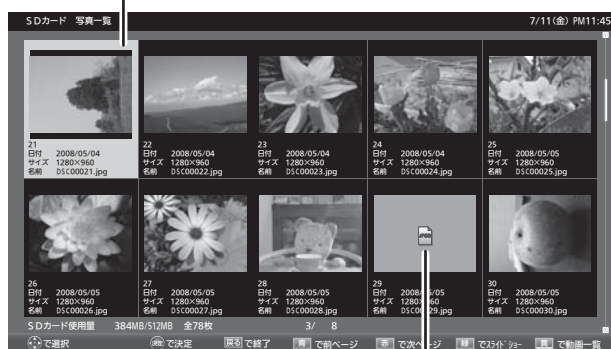 SDカード 写真一覧
7/11(金) PM11:45
21
日付 2008/05/04
サイズ 1280×960
名前 DSC00021.jpg
22
日付 2008/05/04
サイズ 1280×960
名前 DSC00022.jpg
23
日付 2008/05/04
サイズ 1280×960
名前 DSC00023.jpg
24
日付 2008/05/04
サイズ 1280×960
名前 DSC00024.jpg
25
日付 2008/05/05
サイズ 1280×960
名前 DSC00025.jpg
JPEG
26
日付 2008/05/05
サイズ 1280×960
名前 DSC00026.jpg
27
日付 2008/05/05
サイズ 1280×960
名前 DSC00027.jpg
28
日付 2008/05/05
サイズ 1280×960
名前 DSC00028.jpg
29
日付 2008/05/05
サイズ 1280×960
名前 DSC00029.jpg
30
日付 2008/05/05
サイズ 1280×960
名前 DSC00030.jpg
SDカード使用量 384MB/512MB 全78枚 3/ 8
で選択 決定 で決定 戻る で終了 青 で前ページ 赤 で次ページ 緑 でスライドショー 黄 で動画一覧